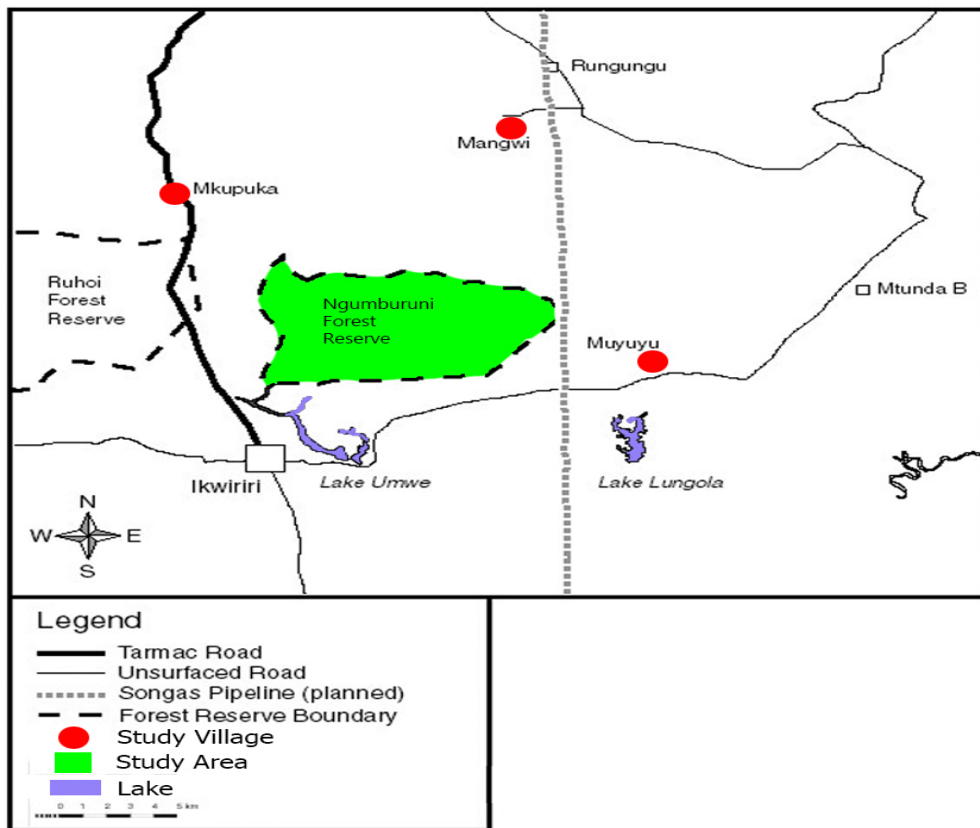 Rungungu
Mangwi
Mkupuka
Ruhoi
Forest
Reserve
Ngumburuni
Forest
Reserve
Mtunda B
Muyuyu
Ikwiriri
Lake Umwe
Lake Lungola
N
W E
S
Legend
Tarmac Road
Unsurfaced Road
Songas Pipeline (planned)
Forest Reserve Boundary
Study Village
Study Area
Lake
0 1 2 3 4 5 km